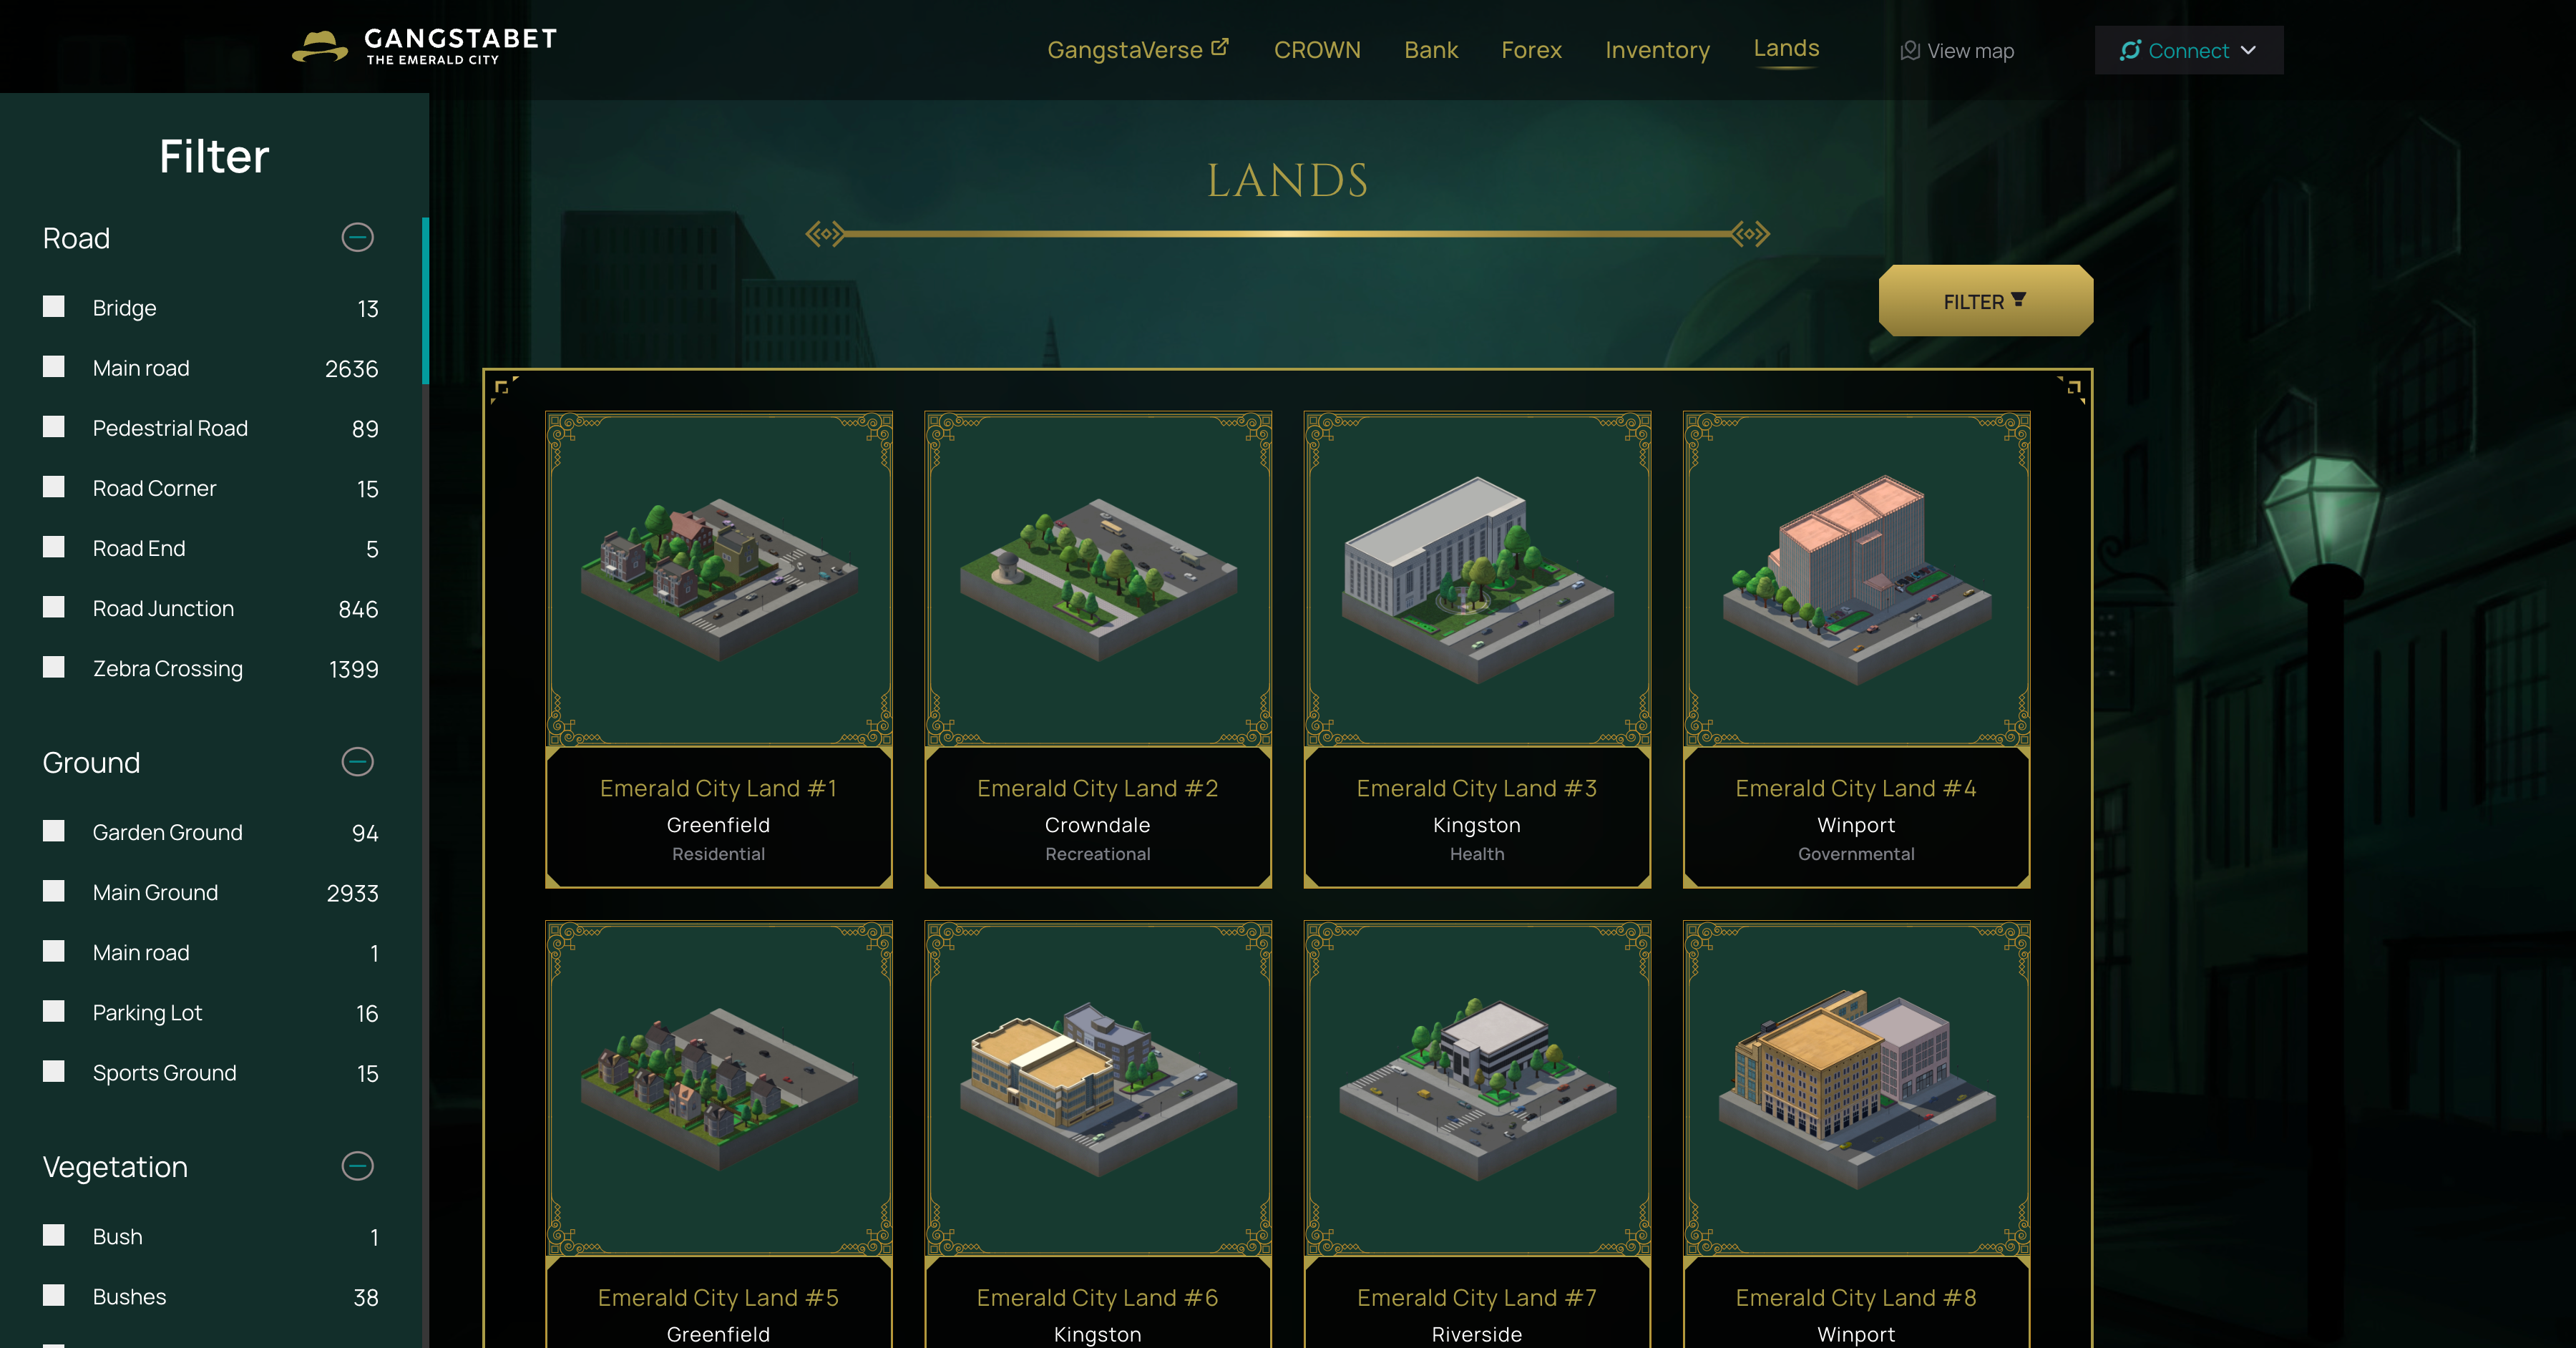 GANGSTABET
THE EMERALD CITY
GangstaVerse CROWN Bank Forex Inventory Lands View map Connect
Filter
Road
Bridge 13
Main road 2636
Pedestrial Road 89
Road Corner 15
Road End 5
Road Junction 846
Zebra Crossing 1399
Ground
Garden Ground 94
Main Ground 2933
Main road 1
Parking Lot 16
Sports Ground 15
Vegetation
Bush 1
Bushes 38
LANDS
FILTER
Emerald City Land #1
Greenfield
Residential
Emerald City Land #2
Crowndale
Recreational
Emerald City Land #3
Kingston
Health
Emerald City Land #4
Winport
Governmental
Emerald City Land #5
Greenfield
Emerald City Land #6
Kingston
Emerald City Land #7
Riverside
Emerald City Land #8
Winport